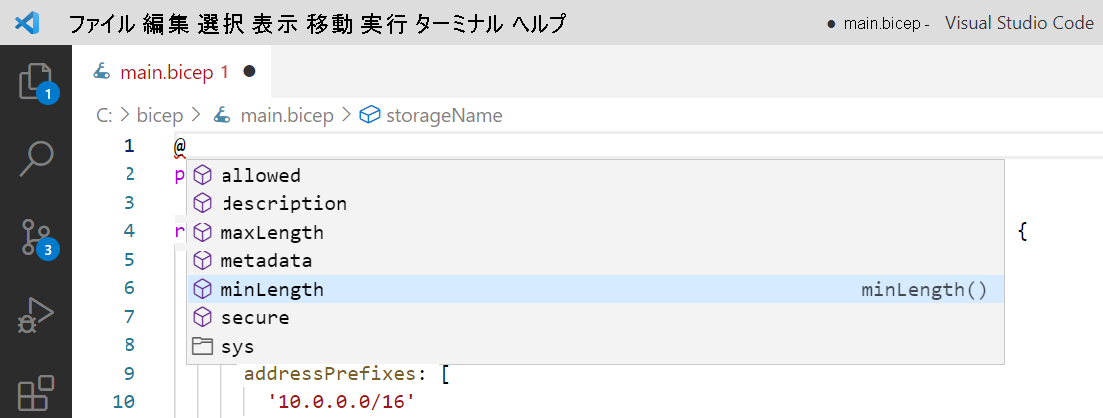 ファイル 編集 選択 表示 移動 実行 ターミナル ヘルプ ● main.bicep - Visual Studio Code
main.bicep 1 ●
1
C: > bicep > main.bicep > storageName
1 @
2 p
allowed
3 description
4 r maxLength {
5 metadata
6 minLength minLength()
7 secure
8 sys
9 addressPrefixes: [
10 '10.0.0.0/16'
3